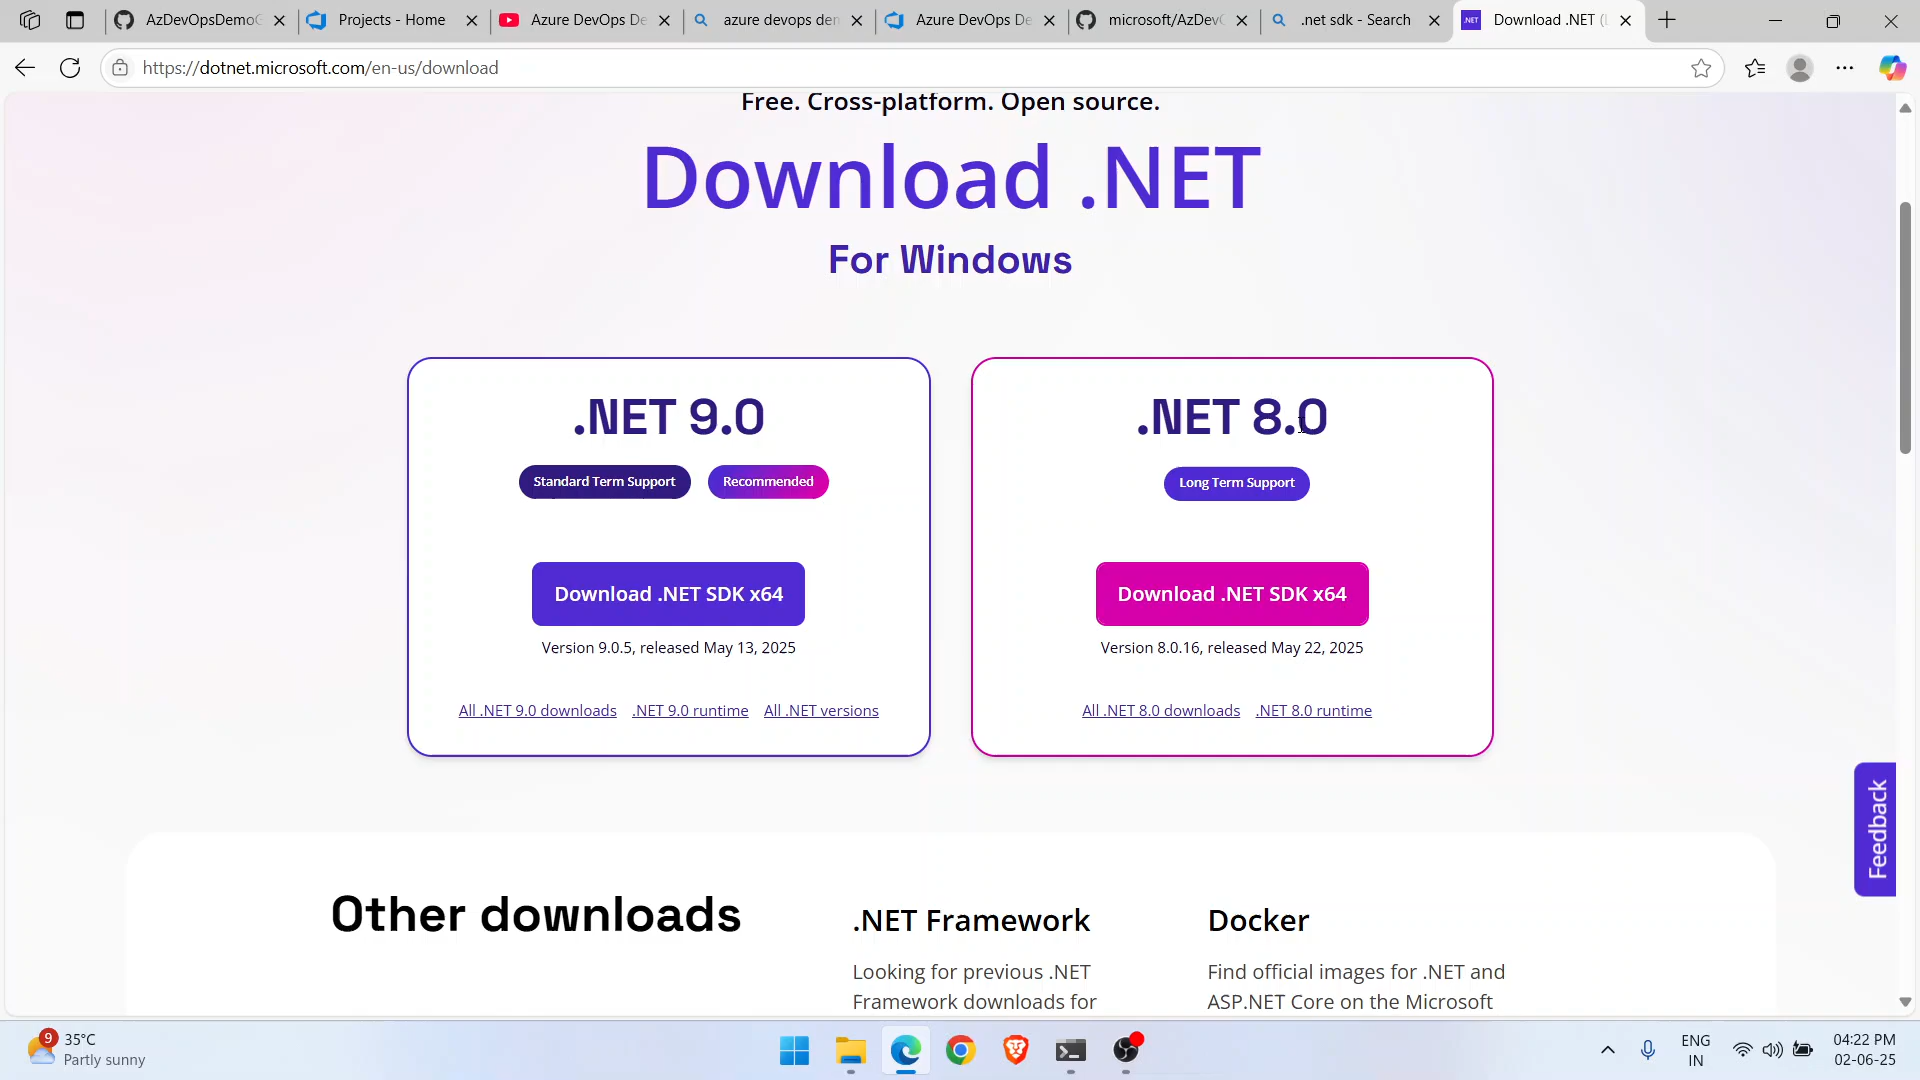 AzDevOpsDemoG
Projects - Home
Azure DevOps De
azure devops den
Azure DevOps De
microsoft/AzDevO
.net sdk - Search
.NET
Download .NET (L
https://dotnet.microsoft.com/en-us/download
Free. Cross-platform. Open source.
Download .NET
For Windows
.NET 9.0
Standard Term Support
Recommended
Download .NET SDK x64
Version 9.0.5, released May 13, 2025
All .NET 9.0 downloads
.NET 9.0 runtime
All .NET versions
.NET 8.0
Long Term Support
Download .NET SDK x64
Version 8.0.16, released May 22, 2025
All .NET 8.0 downloads
.NET 8.0 runtime
Feedback
Other downloads
.NET Framework
Looking for previous .NET
Framework downloads for
Docker
Find official images for .NET and
ASP.NET Core on the Microsoft
9
35°C
Partly sunny
ENG
IN
04:22 PM
02-06-25